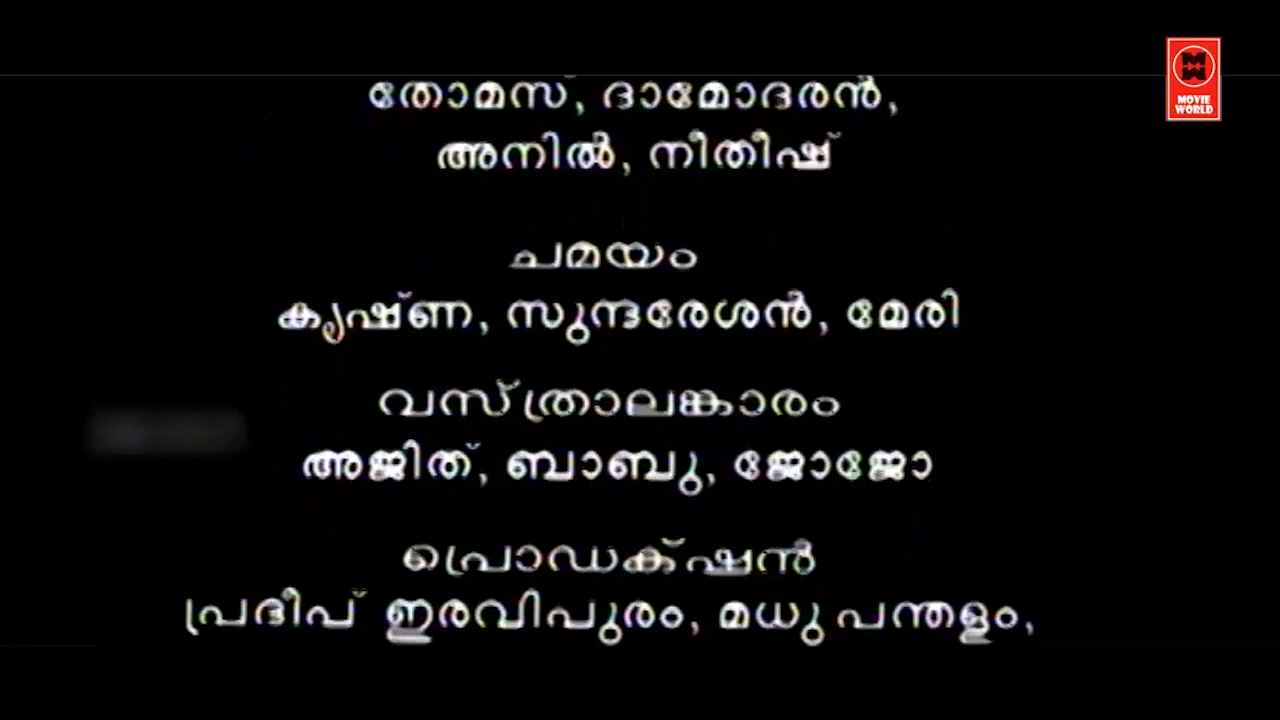 MOVIE
WORLD
തോമസ്, ദാമോദരൻ,
അനിൽ, നീതീഷ്
ചമയം
കൃഷ്ണ, സുന്ദരേശൻ, മേരി
വസ്ത്രാലങ്കാരം
അജിത്, ബാബു, ജോജോ
പ്രൊഡക്ഷൻ
പ്രദീപ് ഇരവിപുരം, മധു പന്തളം,